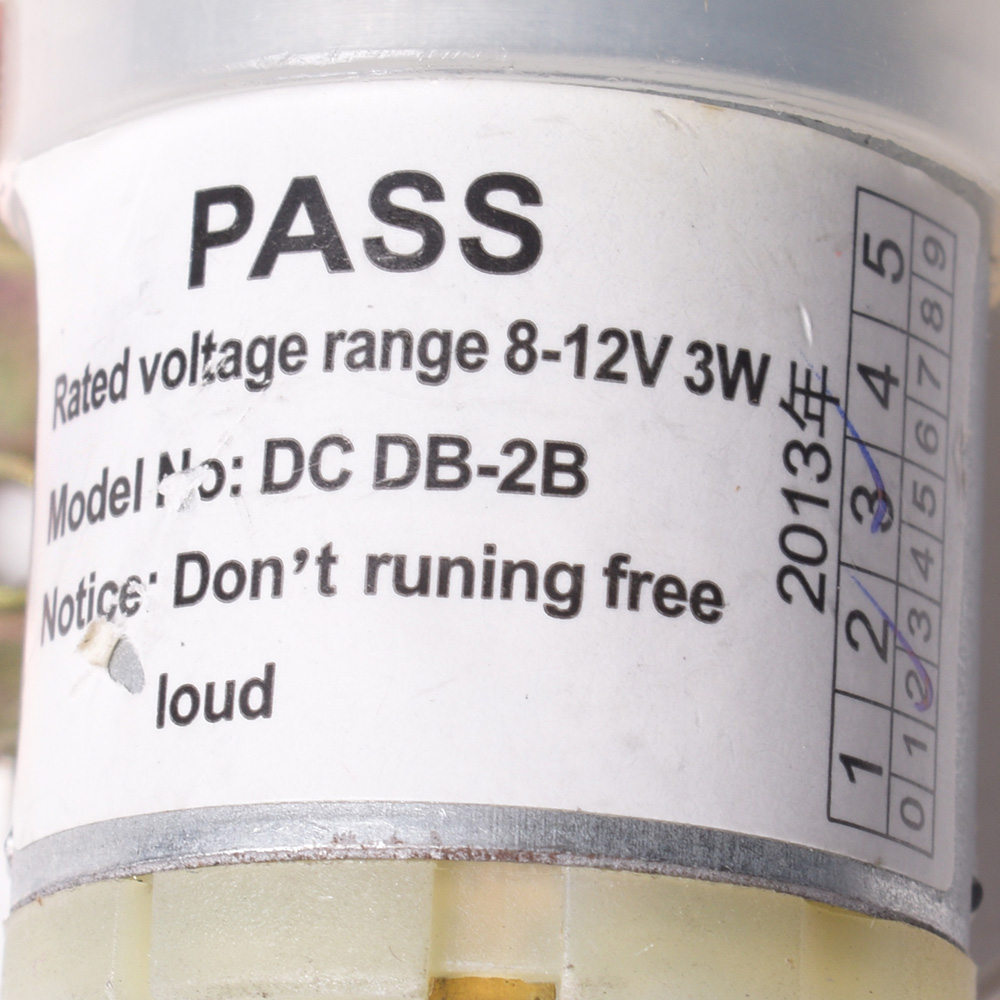 PASS
Rated voltage range 8-12V 3W
Model No: DC DB-2B
Notice: Don't runing free
loud
2013年
1 2 3 4 5
0 1 2 3 4 5 6 7 8 9